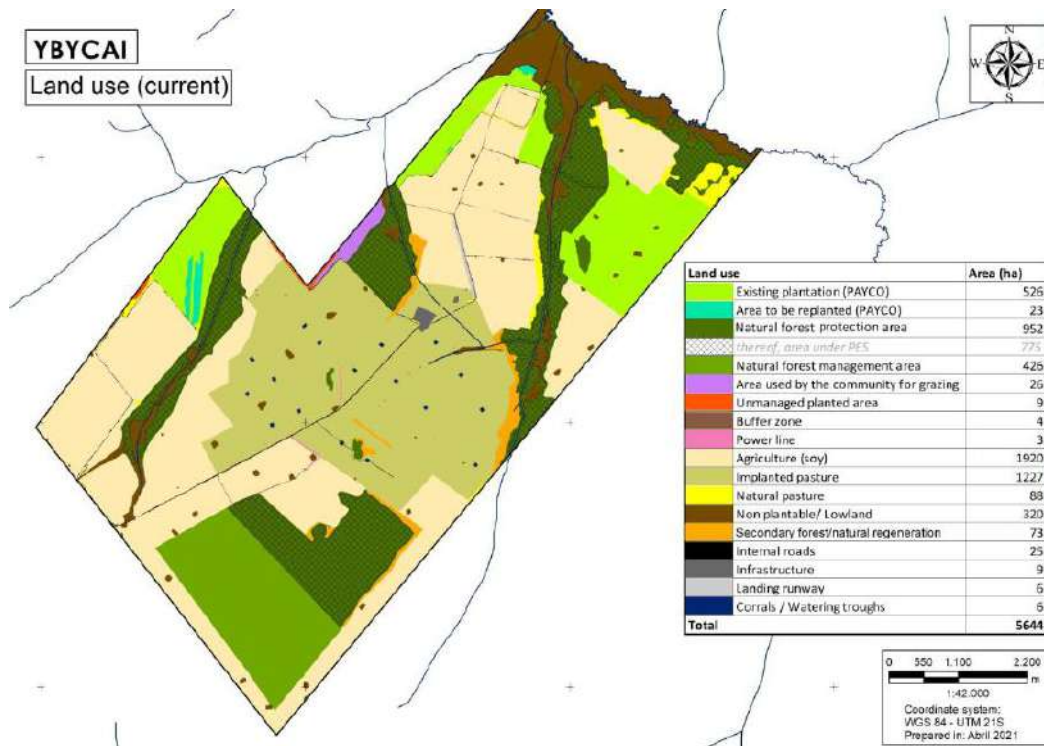 YBYCAI
Land use (current)
N
W E
S
Land use Area (ha)
Existing plantation (PAYCO) 526
Area to be replanted (PAYCO) 23
Natural forest protection area 952
thereof, area under PES 775
Natural forest management area 426
Area used by the community for grazing 26
Unmanaged planted area 9
Buffer zone 4
Power line 3
Agriculture (soy) 1920
Implanted pasture 1227
Natural pasture 88
Non plantable/ Lowland 320
Secondary forest/natural regeneration 73
Internal roads 25
Infrastructure 9
Landing runway 6
Corrals / Watering troughs 6
Total 5644
0 550 1.100 2.200
m
1:42.000
Coordinate system:
WGS 84 - UTM 21S
Prepared in: Abril 2021